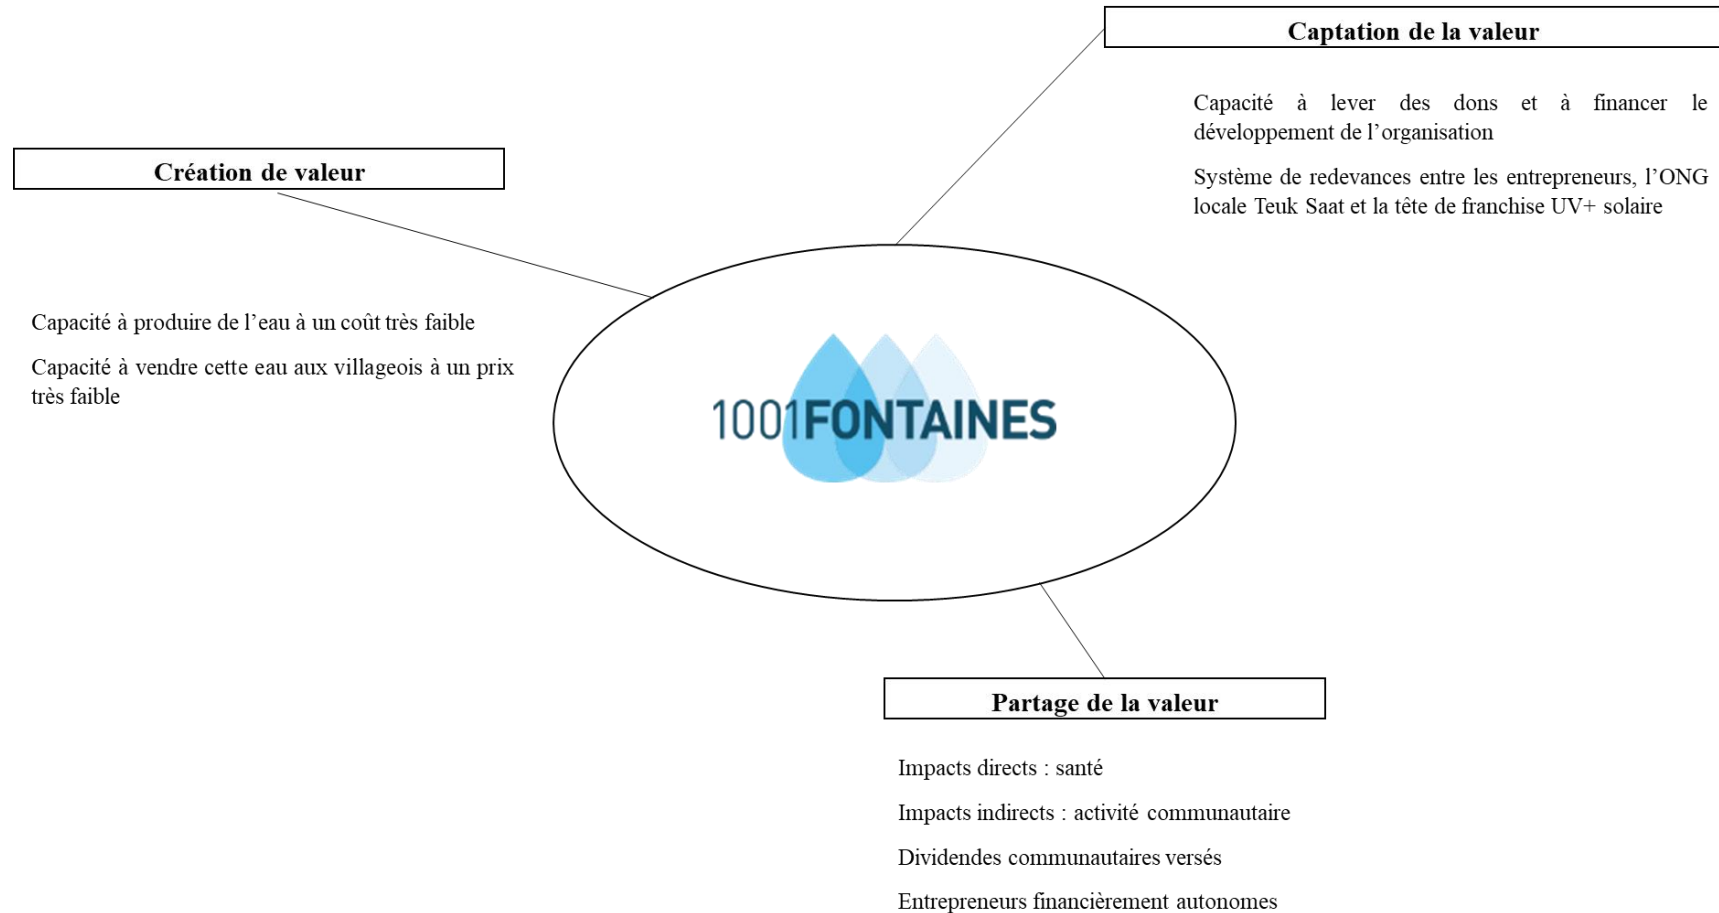 Captation de la valeur
Capacité à lever des dons et à financer le
développement de l’organisation
Système de redevances entre les entrepreneurs, l’ONG
locale Teuk Saat et la tête de franchise UV+ solaire
Création de valeur
Capacité à produire de l’eau à un coût très faible
Capacité à vendre cette eau aux villageois à un prix
très faible
1001FONTAINES
Partage de la valeur
Impacts directs : santé
Impacts indirects : activité communautaire
Dividendes communautaires versés
Entrepreneurs financièrement autonomes